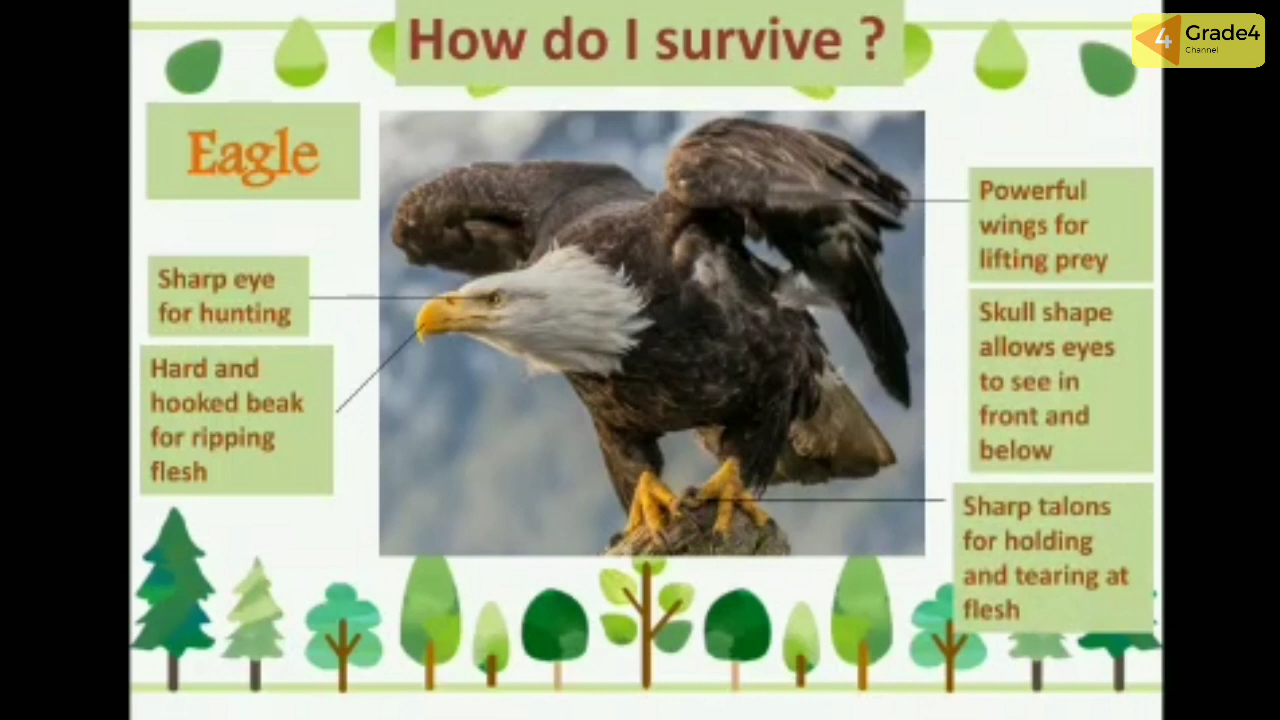 How do I survive ?
4
Grade4
Channel
Eagle
Sharp eye
for hunting
Hard and
hooked beak
for ripping
flesh
Powerful
wings for
lifting prey
Skull shape
allows eyes
to see in
front and
below
Sharp talons
for holding
and tearing at
flesh